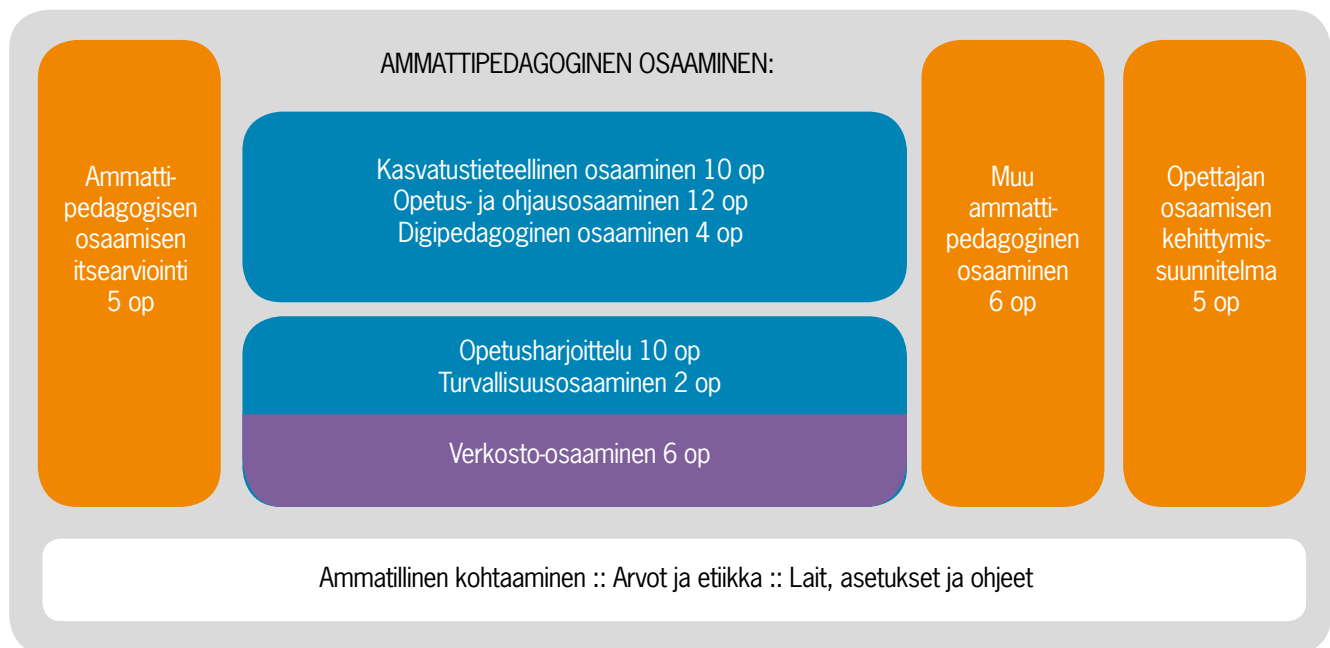 AMMATTIPEDAGOGINEN OSAAMINEN:
Ammatti-
pedagogisen
osaamisen
itsearviointi
5 op
Kasvatustieteellinen osaaminen 10 op
Opetus- ja ohjausosaaminen 12 op
Digipedagoginen osaaminen 4 op
Opetusharjoittelu 10 op
Turvallisuusosaaminen 2 op
Verkosto-osaaminen 6 op
Muu
ammatti-
pedagoginen
osaaminen
6 op
Opettajan
osaamisen
kehittymis-
suunnitelma
5 op
Ammatillinen kohtaaminen :: Arvot ja etiikka :: Lait, asetukset ja ohjeet